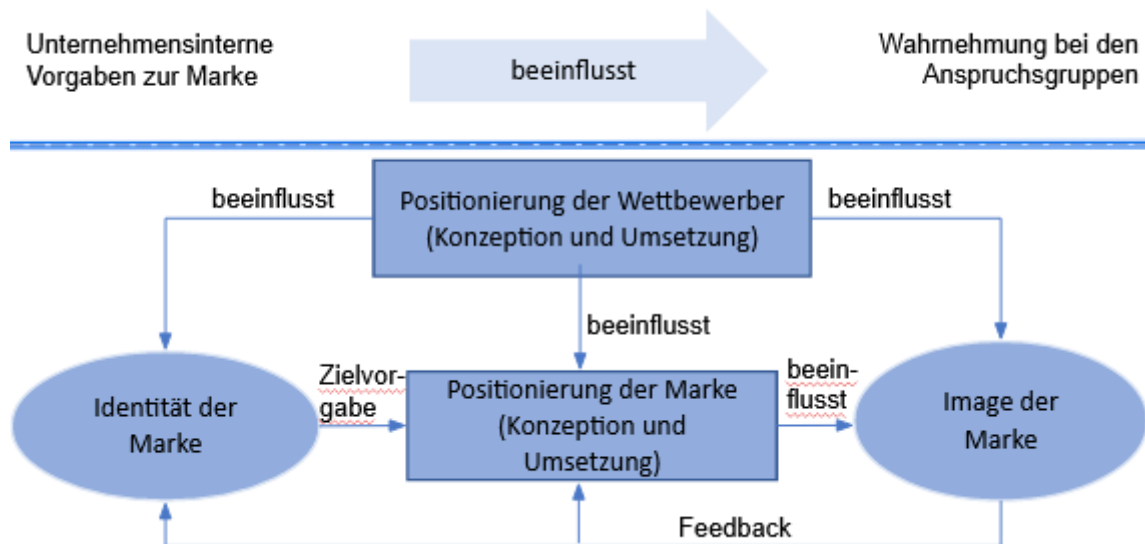 Unternehmensinterne
Vorgaben zur Marke
beeinflusst
Wahrnehmung bei den
Anspruchsgruppen
beeinflusst
Positionierung der Wettbewerber
(Konzeption und Umsetzung)
beeinflusst
beeinflusst
Identität der
Marke
Zielvor-
gabe
Positionierung der Marke
(Konzeption und
Umsetzung)
beein-
flusst
Image der
Marke
Feedback